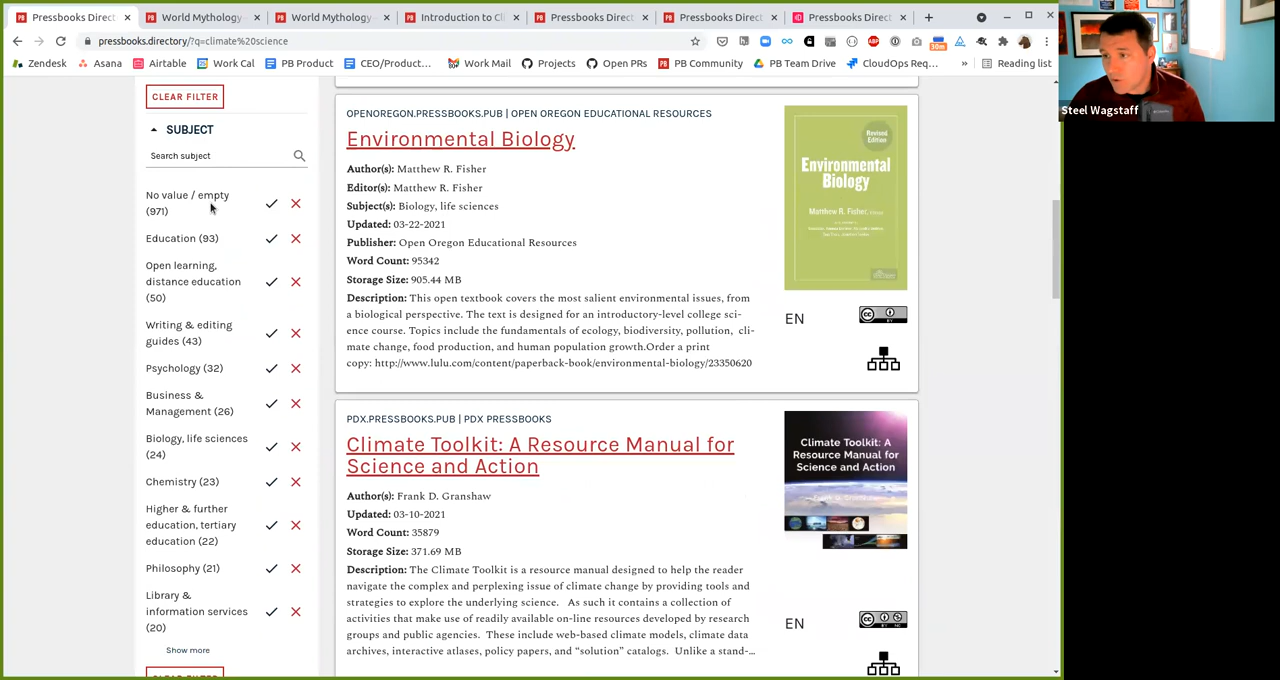 Pressbooks Direct
World Mythology
World Mythology
Introduction to Cl
Pressbooks Direct
Pressbooks Direct
Pressbooks Direct
pressbooks.directory/?q=climate%20science
30m
Zendesk
Asana
Airtable
Work Cal
PB Product
CEO/Product...
Work Mail
Projects
Open PRs
PB Community
PB Team Drive
CloudOps Req...
»
Reading list
Steel Wagstaff
CLEAR FILTER
SUBJECT
Search subject
No value / empty
(971)
Education (93)
Open learning,
distance education
(50)
Writing & editing
guides (43)
Psychology (32)
Business &
Management (26)
Biology, life sciences
(24)
Chemistry (23)
Higher & further
education, tertiary
education (22)
Philosophy (21)
Library &
information services
(20)
Show more
CLEAR FILTER
OPENOREGON.PRESSBOOKS.PUB | OPEN OREGON EDUCATIONAL RESOURCES
Environmental Biology
Author(s): Matthew R. Fisher
Editor(s): Matthew R. Fisher
Subject(s): Biology, life sciences
Updated: 03-22-2021
Publisher: Open Oregon Educational Resources
Word Count: 95342
Storage Size: 905.44 MB
Description: This open textbook covers the most salient environmental issues, from
a biological perspective. The text is designed for an introductory-level college sci-
ence course. Topics include the fundamentals of ecology, biodiversity, pollution, cli-
mate change, food production, and human population growth.Order a print
copy: http://www.lulu.com/content/paperback-book/environmental-biology/23350620
Revised
Edition
Environmental
Biology
Matthew R. Fisher
EN
CC
BY
PDX.PRESSBOOKS.PUB | PDX PRESSBOOKS
Climate Toolkit: A Resource Manual for
Science and Action
Author(s): Frank D. Granshaw
Updated: 03-10-2021
Word Count: 35879
Storage Size: 371.69 MB
Description: The Climate Toolkit is a resource manual designed to help the reader
navigate the complex and perplexing issue of climate change by providing tools and
strategies to explore the underlying science. As such it contains a collection of
activities that make use of readily available on-line resources developed by research
groups and public agencies. These include web-based climate models, climate data
archives, interactive atlases, policy papers, and “solution” catalogs. Unlike a stand-...
Climate Toolkit: A
Resource Manual for
Science and Action
EN
CC
BY NC